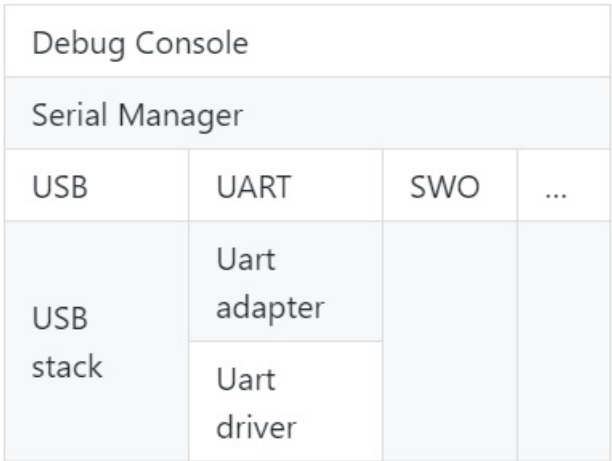 Debug Console
Serial Manager
USB UART SWO ...
Uart
adapter
USB
stack
Uart
driver